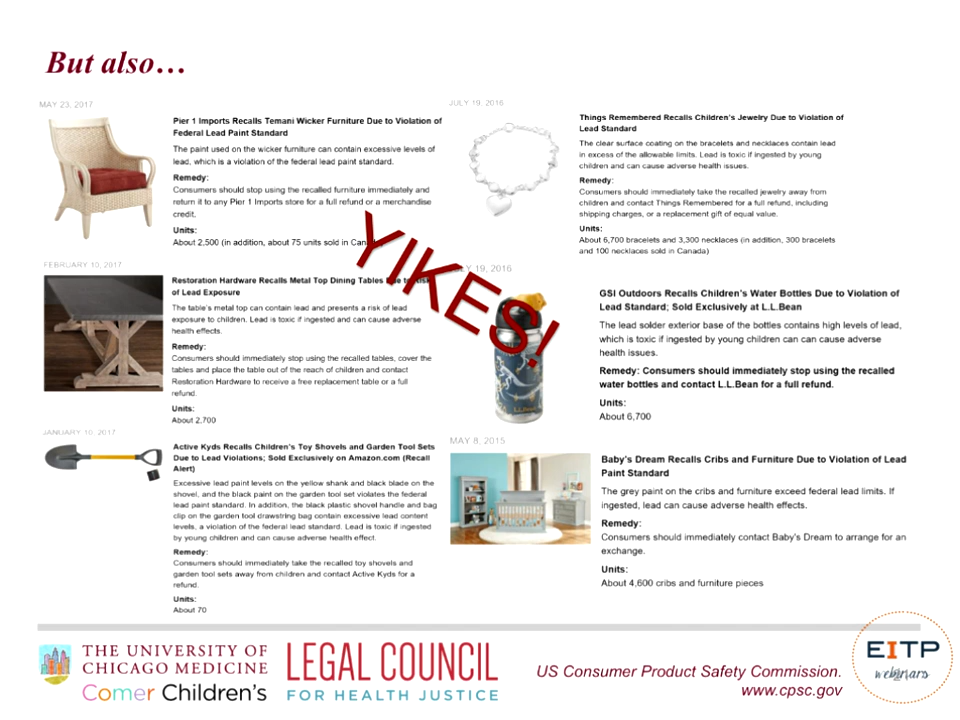 But also…
MAY 23, 2017
Pier 1 Imports Recalls Temani Wicker Furniture Due to Violation of
Federal Lead Paint Standard
The paint used on the wicker furniture can contain excessive levels of
lead, which is a violation of the federal lead paint standard.
Remedy:
Consumers should stop using the recalled furniture immediately and
return it to any Pier 1 Imports store for a full refund or a merchandise
credit.
Units:
About 2,500 (in addition, about 75 units sold in
FEBRUARY 10, 2017
Restoration Hardware Recalls Metal Top Dining Tables
of Lead Exposure
The table's metal top can contain lead and presents a risk of lead
exposure to children. Lead is toxic if ingested and can cause adverse
health effects.
Remedy:
Consumers should immediately stop using the recalled tables, cover the
tables and place the table out of the reach of children and contact
Restoration Hardware to receive a free replacement table or a full
refund.
Units:
About 2,700
JANUARY 10, 2017
Active Kyds Recalls Children's Toy Shovels and Garden Tool Sets
Due to Lead Violations; Sold Exclusively on Amazon.com (Recall
Alert)
Excessive lead paint levels on the yellow shank and black blade on the
shovel, and the black paint on the garden tool set violates the federal
lead paint standard. In addition, the black plastic shovel handle and bag
clip on the garden tool drawstring bag contain excessive lead content
levels, a violation of the federal lead standard. Lead is toxic if ingested
by young children and can cause adverse health effect.
Remedy:
Consumers should immediately take the recalled toy shovels and
garden tool sets away from children and contact Active Kyds for a
refund.
Units:
About 70
YIKES!
JULY 19, 2016
Things Remembered Recalls Children's Jewelry Due to Violation of
Lead Standard
The clear surface coating on the bracelets and necklaces contain lead
in excess of the allowable limits. Lead is toxic if ingested by young
children and can cause adverse health issues.
Remedy:
Consumers should immediately take the recalled jewelry away from
children and contact Things Remembered for a full refund, including
shipping charges, or a replacement gift of equal value.
Units:
About 6,700 bracelets and 3,300 necklaces (in addition, 300 bracelets
and 100 necklaces sold in Canada)
19, 2016
GSI Outdoors Recalls Children's Water Bottles Due to Violation of
Lead Standard; Sold Exclusively at L.L.Bean
The lead solder exterior base of the bottles contains high levels of lead,
which is toxic if ingested by young children can can cause adverse
health issues.
Remedy: Consumers should immediately stop using the recalled
water bottles and contact L.L.Bean for a full refund.
Units:
About 6,700
MAY 8, 2015
Baby's Dream Recalls Cribs and Furniture Due to Violation of Lead
Paint Standard
The grey paint on the cribs and furniture exceed federal lead limits. If
ingested, lead can cause adverse health effects.
Remedy:
Consumers should immediately contact Baby's Dream to arrange for an
exchange.
Units:
About 4,600 cribs and furniture pieces
THE UNIVERSITY OF
CHICAGO MEDICINE
Comer Children's
LEGAL COUNCIL
FOR HEALTH JUSTICE
US Consumer Product Safety Commission.
www.cpsc.gov
EITP
webinars